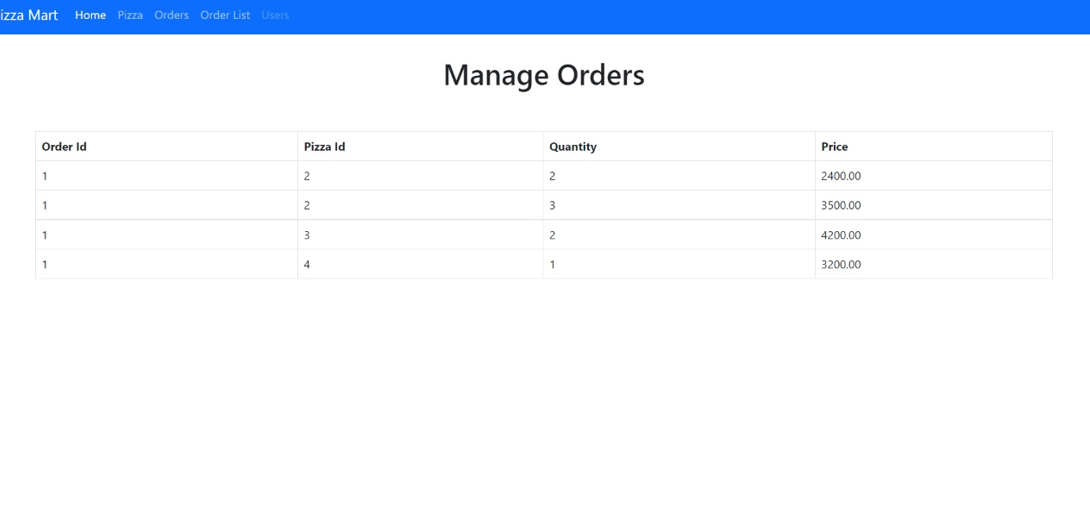 izza Mart Home Pizza Orders Order List Users
Manage Orders
Order Id Pizza Id Quantity Price
1 2 2 2400.00
1 2 3 3500.00
1 3 2 4200.00
1 4 1 3200.00